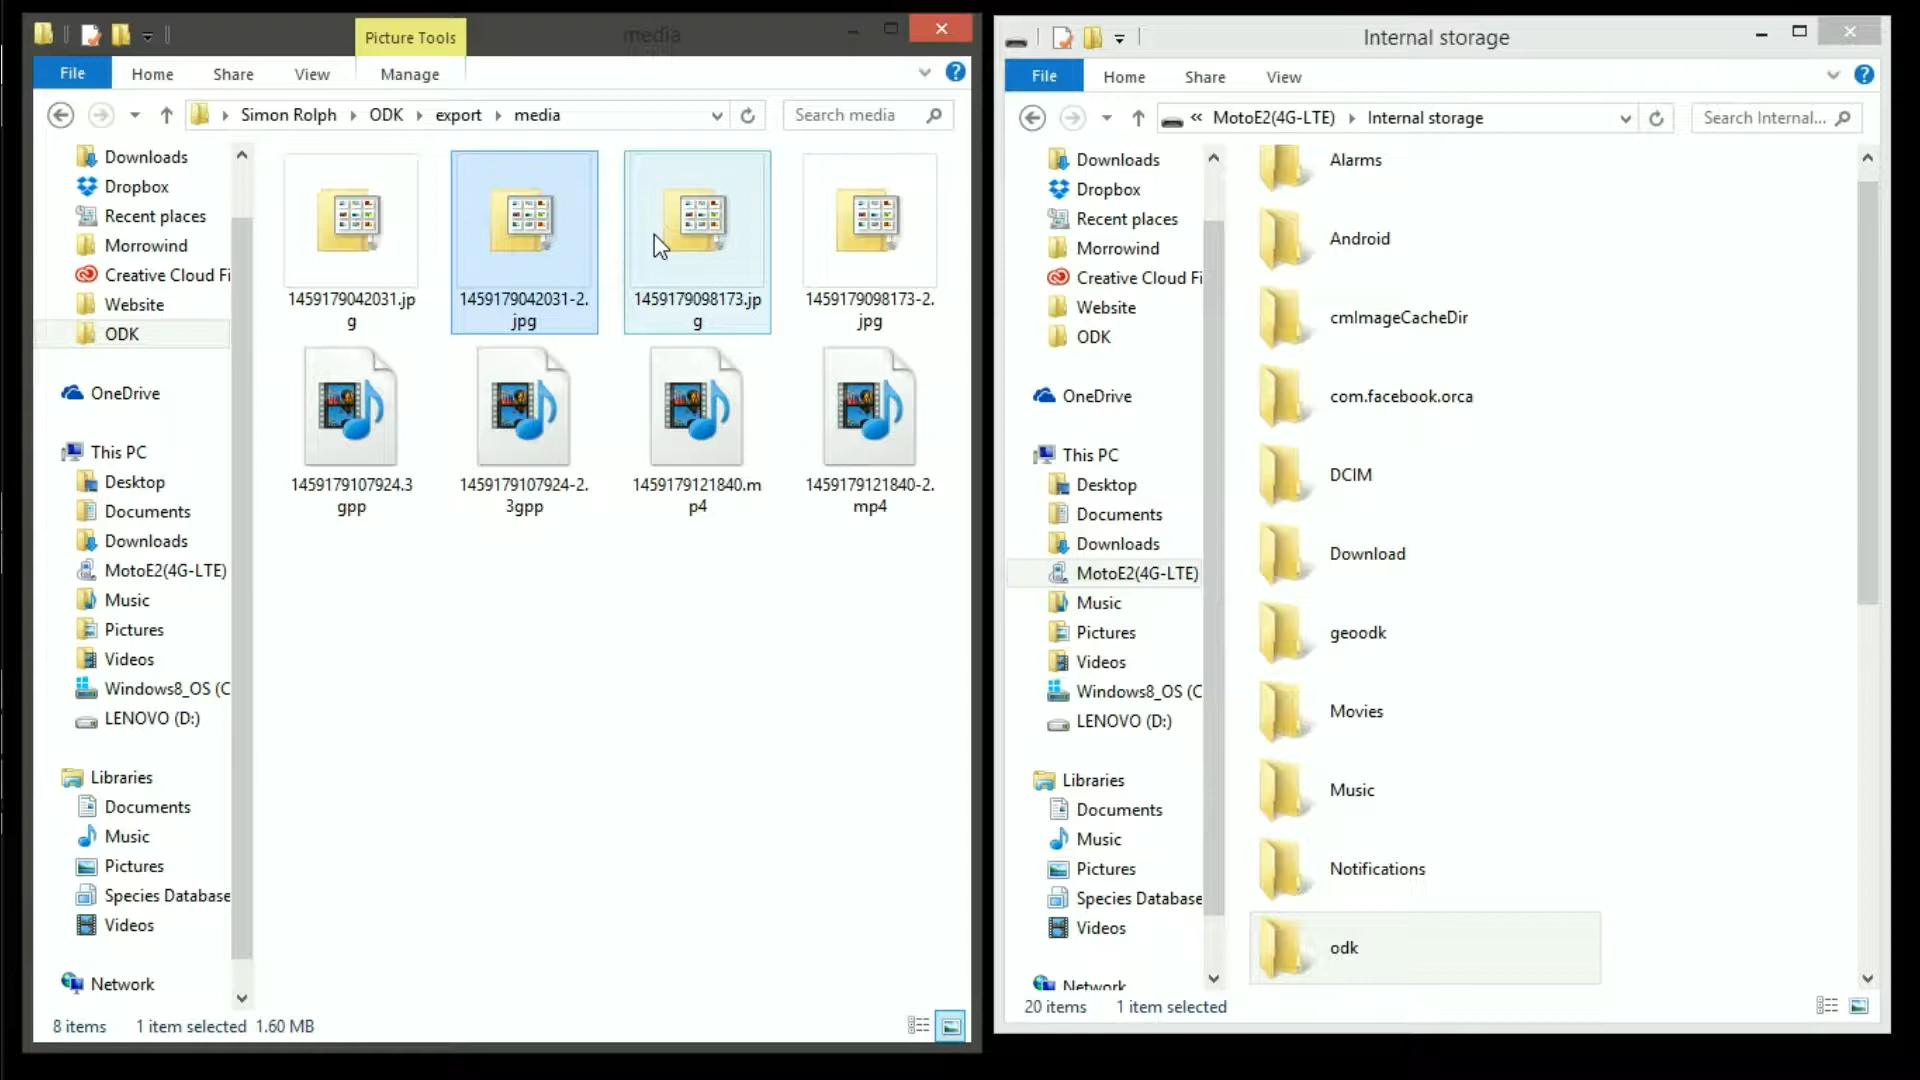 Picture Tools
media
File
Home
Share
View
Manage
Simon Rolph
ODK
export
media
Search media
Downloads
Dropbox
Recent places
Morrowind
Creative Cloud Fi
Website
ODK
OneDrive
This PC
Desktop
Documents
Downloads
MotoE2(4G-LTE)
Music
Pictures
Videos
Windows8_OS (C
LENOVO (D:)
Libraries
Documents
Music
Pictures
Species Database
Videos
Network
1459179042031.jp
g
1459179042031-2.
jpg
1459179098173.jp
g
1459179098173-2.
jpg
1459179107924.3
gpp
1459179107924-2.
3gpp
1459179121840.m
p4
1459179121840-2.
mp4
8 items 1 item selected 1.60 MB
Internal storage
File
Home
Share
View
« MotoE2(4G-LTE)
Internal storage
Search Internal...
Downloads
Dropbox
Recent places
Morrowind
Creative Cloud Fi
Website
ODK
OneDrive
This PC
Desktop
Documents
Downloads
MotoE2(4G-LTE)
Music
Pictures
Videos
Windows8_OS (C
LENOVO (D:)
Libraries
Documents
Music
Pictures
Species Database
Videos
Network
Alarms
Android
cmImageCacheDir
com.facebook.orca
DCIM
Download
geoodk
Movies
Music
Notifications
odk
20 items 1 item selected